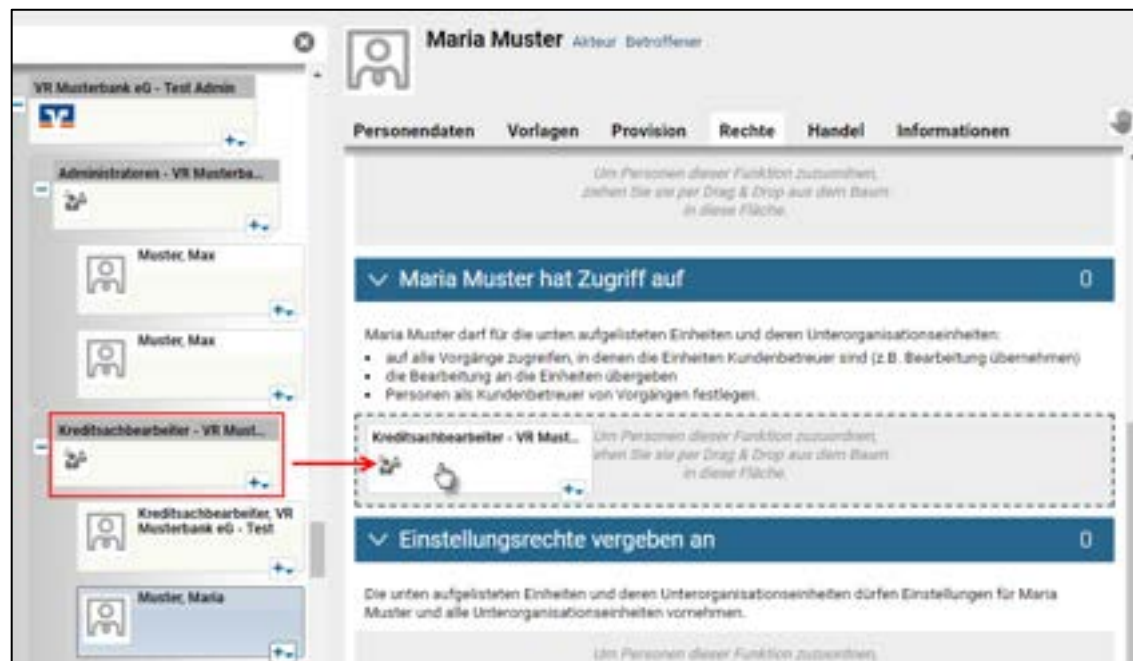 VR Musterbank eG - Test Admin
Administratoren - VR Musterba...
Muster, Max
Muster, Max
Kreditsachbearbeiter - VR Must...
Kreditsachbearbeiter, VR
Musterbank eG - Test
Muster, Maria
Maria Muster Akteur Betroffener
Personendaten Vorlagen Provision Rechte Handel Informationen
Um Personen dieser Funktion zuzuordnen,
ziehen Sie sie per Drag & Drop aus dem Baum
in diese Fläche.
Maria Muster hat Zugriff auf 0
Maria Muster darf für die unten aufgelisteten Einheiten und deren Unterorganisationseinheiten:
• auf alle Vorgänge zugreifen, in denen die Einheiten Kundenbetreuer sind (z.B. Bearbeitung übernehmen)
• die Bearbeitung an die Einheiten übergeben
• Personen als Kundenbetreuer von Vorgängen festlegen.
Kreditsachbearbeiter - VR Must...
Um Personen dieser Funktion zuzuordnen,
ehen Sie sie per Drag & Drop aus dem Baum
in diese Fläche.
Einstellungsrechte vergeben an 0
Die unten aufgelisteten Einheiten und deren Unterorganisationseinheiten dürfen Einstellungen für Maria
Muster und alle Unterorganisationseinheiten vornehmen.
Um Personen dieser Funktion zuzuordnen,